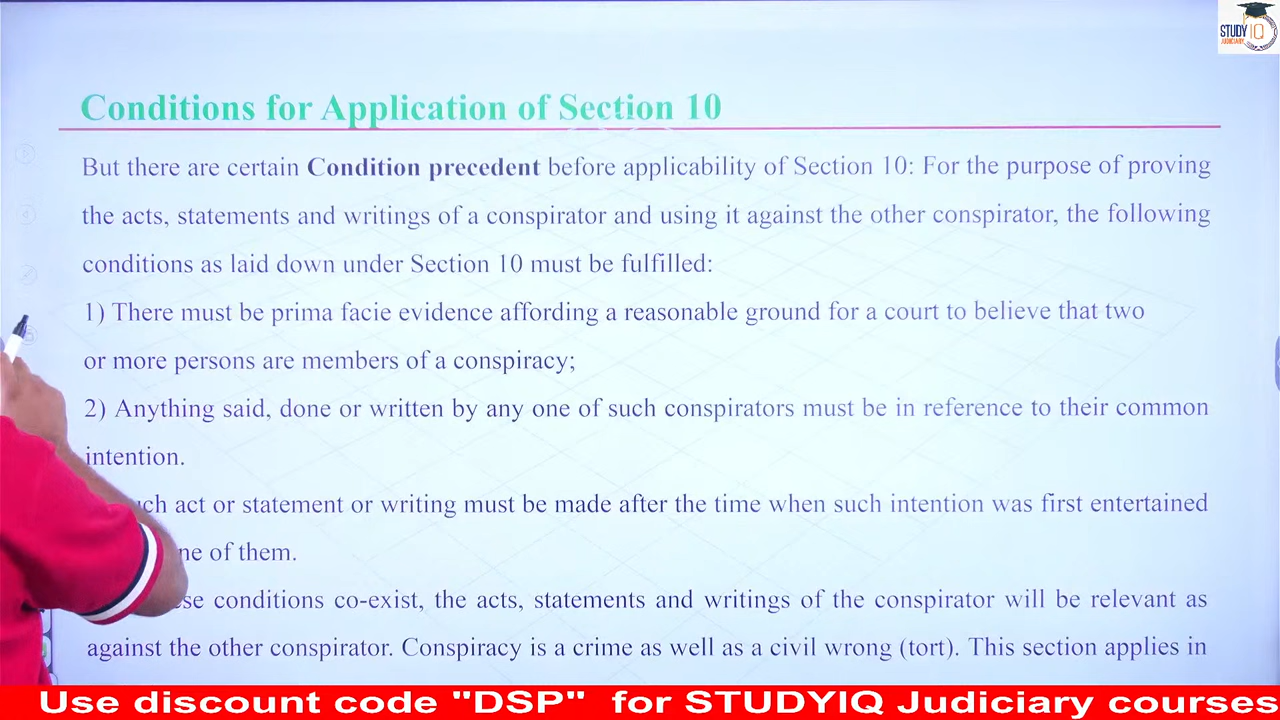 STUDY IQ
JUDICIARY
Conditions for Application of Section 10
But there are certain Condition precedent before applicability of Section 10: For the purpose of proving
the acts, statements and writings of a conspirator and using it against the other conspirator, the following
conditions as laid down under Section 10 must be fulfilled:
1) There must be prima facie evidence affording a reasonable ground for a court to believe that two
or more persons are members of a conspiracy;
2) Anything said, done or written by any one of such conspirators must be in reference to their common
intention.
act or statement or writing must be made after the time when such intention was first entertained
of them.
conditions co-exist, the acts, statements and writings of the conspirator will be relevant as
against the other conspirator. Conspiracy is a crime as well as a civil wrong (tort). This section applies in
Use discount code "DSP" for STUDYIQ Judiciary courses